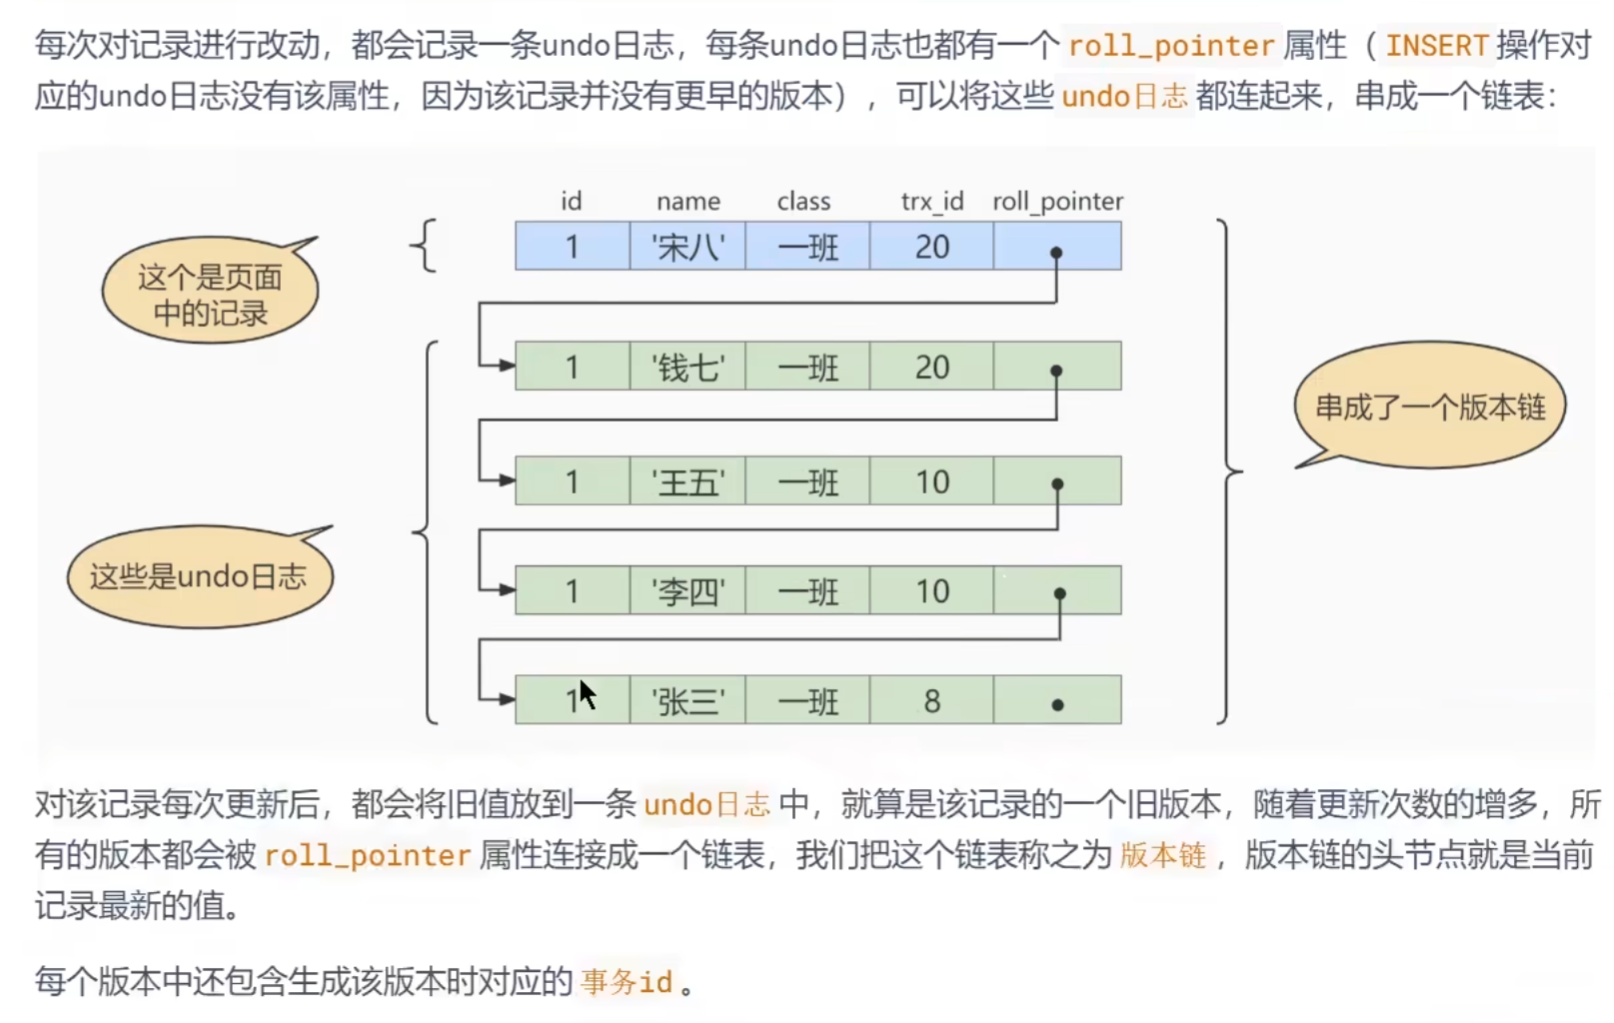 每次对记录进行改动，都会记录一条undo日志，每条undo日志也都有一个 roll_pointer 属性（ INSERT 操作对
应的undo日志没有该属性，因为该记录并没有更早的版本），可以将这些 undo日志 都连起来，串成一个链表：
id name class trx_id roll_pointer
1 '宋八' 一班 20
这个是页面
中的记录
1 '钱七' 一班 20
串成了一个版本链
1 '王五' 一班 10
这些是undo日志
1 '李四' 一班 10
1 '张三' 一班 8
对该记录每次更新后，都会将旧值放到一条 undo日志 中，就算是该记录的一个旧版本，随着更新次数的增多，所
有的版本都会被 roll_pointer 属性连接成一个链表，我们把这个链表称之为 版本链 ，版本链的头节点就是当前
记录最新的值。
每个版本中还包含生成该版本时对应的 事务id 。